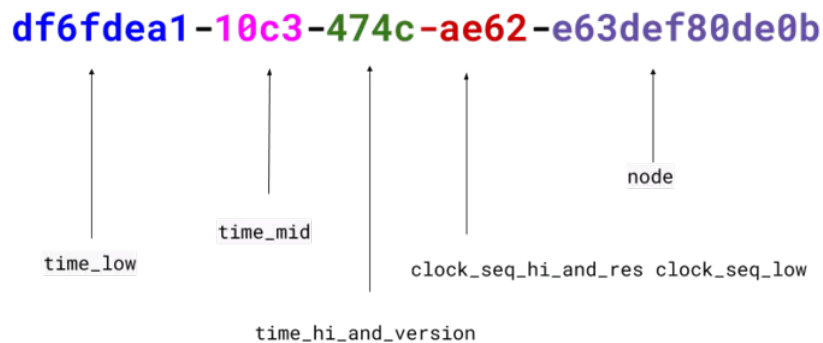 df6fdea1-10c3-474c-ae62-e63def80de0b
node
time_mid
time_low
clock_seq_hi_and_res clock_seq_low
time_hi_and_version